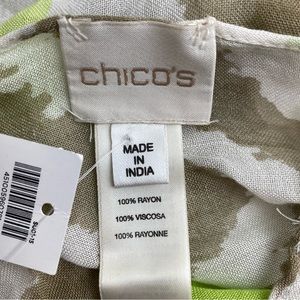 chico's
MADE
IN
INDIA
100% RAYON
100% VISCOSA
100% RAYONNE